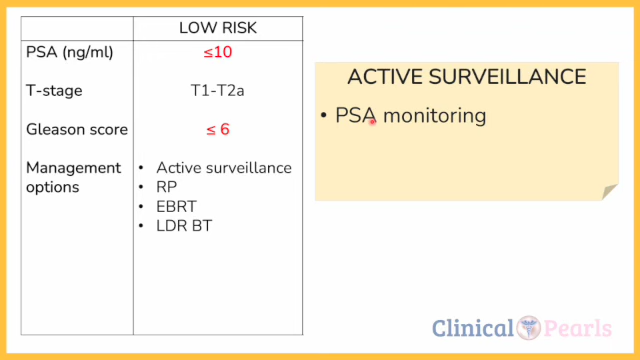 LOW RISK
PSA (ng/ml) ≤10
T-stage T1-T2a
Gleason score ≤ 6
Management options
• Active surveillance
• RP
• EBRT
• LDR BT
ACTIVE SURVEILLANCE
• PSA monitoring
Clinical Pearls